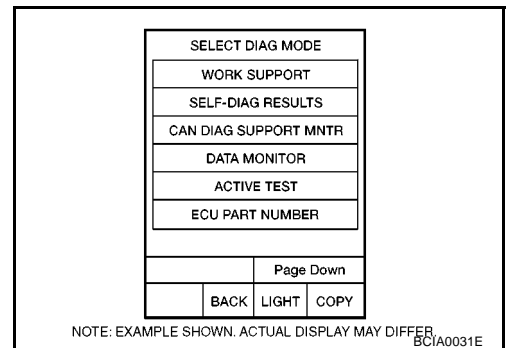 SELECT DIAG MODE
WORK SUPPORT
SELF-DIAG RESULTS
CAN DIAG SUPPORT MNTR
DATA MONITOR
ACTIVE TEST
ECU PART NUMBER
Page Down
BACK LIGHT COPY
NOTE: EXAMPLE SHOWN. ACTUAL DISPLAY MAY DIFFER.
BCIA0031E